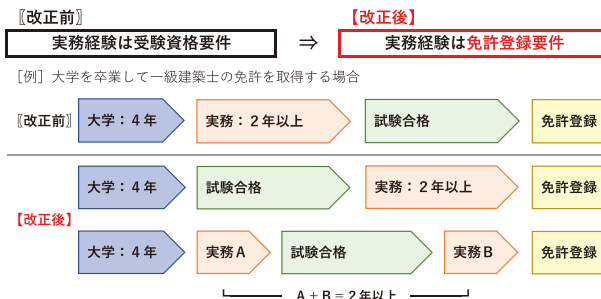 〖改正前〗
【改正後】
実務経験は受験資格要件
⇒
実務経験は免許登録要件
［例］大学を卒業して一級建築士の免許を取得する場合
〖改正前〗
大学：４年
実務：２年以上
試験合格
免許登録
【改正後】
大学：４年
試験合格
実務：２年以上
免許登録
大学：４年
実務Ａ
試験合格
実務Ｂ
免許登録
Ａ＋Ｂ＝２年以上